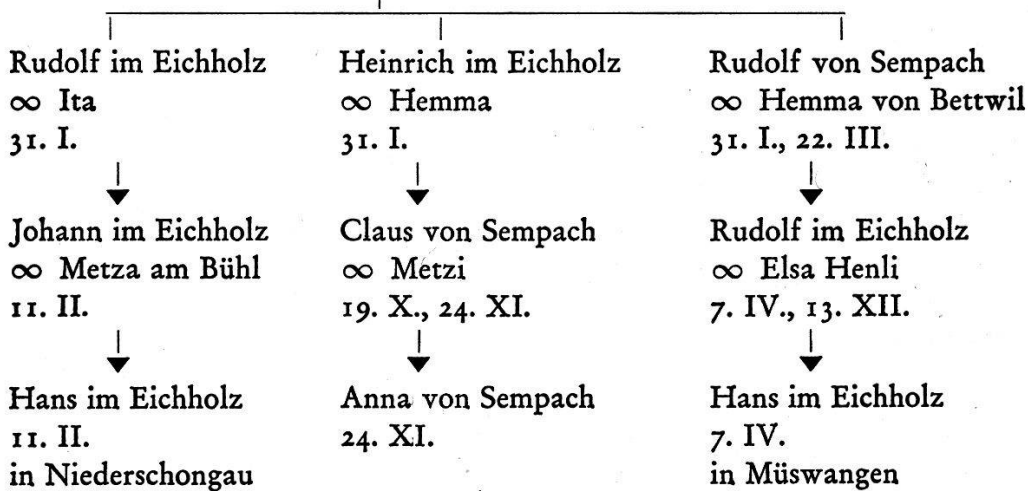 Rudolf im Eichholz
∞ Ita
31. I.
Johann im Eichholz
∞ Metza am Bühl
11. II.
Hans im Eichholz
11. II.
in Niederschongau
Heinrich im Eichholz
∞ Hemma
31. I.
Claus von Sempach
∞ Metzi
19. X., 24. XI.
Anna von Sempach
24. XI.
Rudolf von Sempach
∞ Hemma von Bettwil
31. I., 22. III.
Rudolf im Eichholz
∞ Elsa Henli
7. IV., 13. XII.
Hans im Eichholz
7. IV.
in Müswangen